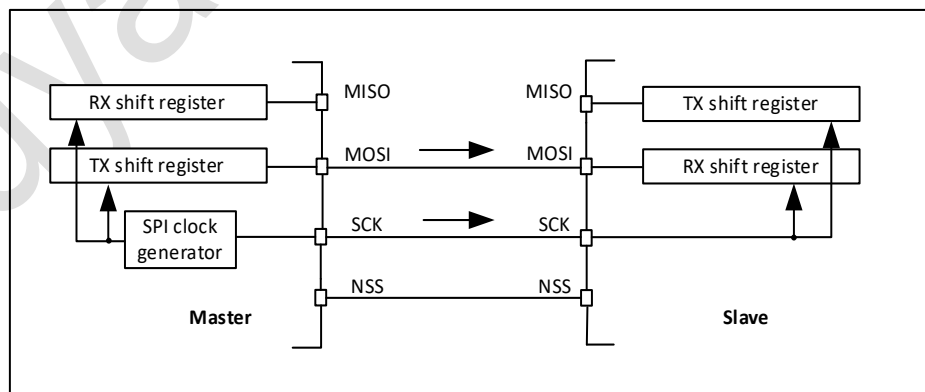 MISO MISO
RX shift register TX shift register
MOSI MOSI
TX shift register RX shift register
SPI clock
generator
SCK SCK
NSS NSS
Master Slave